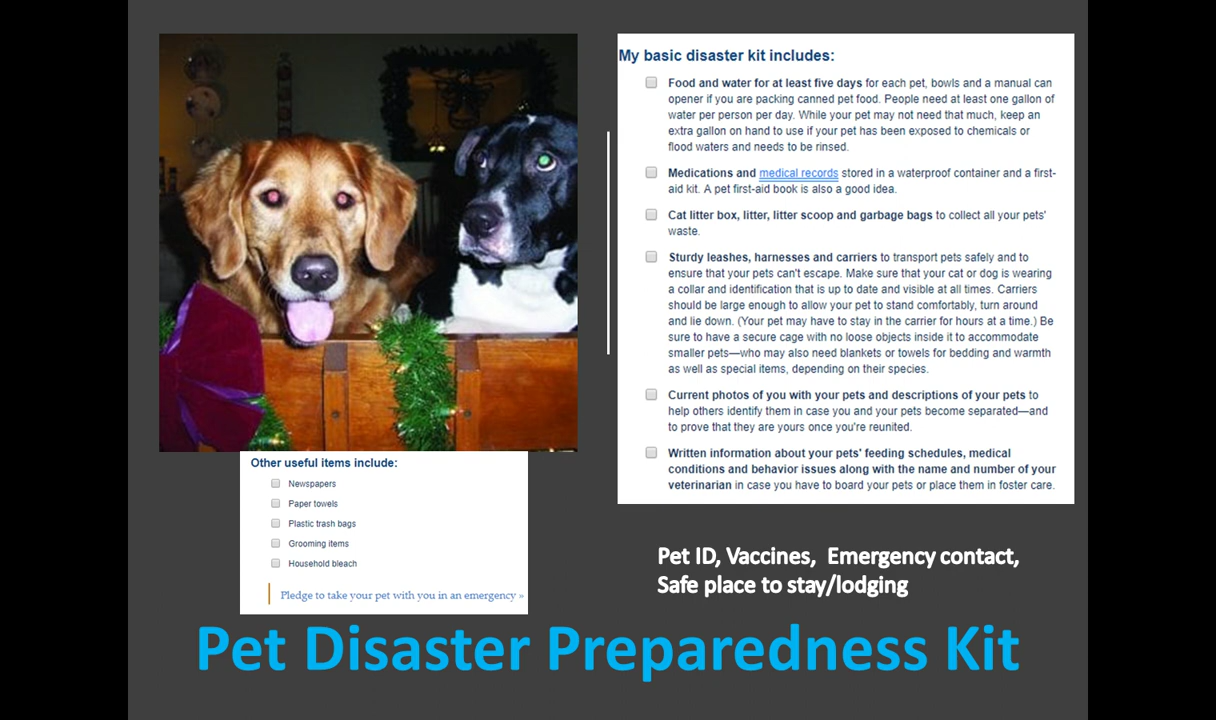 My basic disaster kit includes:
Food and water for at least five days for each pet, bowls and a manual can
opener if you are packing canned pet food. People need at least one gallon of
water per person per day. While your pet may not need that much, keep an
extra gallon on hand to use if your pet has been exposed to chemicals or
flood waters and needs to be rinsed.
Medications and medical records stored in a waterproof container and a first-
aid kit. A pet first-aid book is also a good idea.
Cat litter box, litter, litter scoop and garbage bags to collect all your pets'
waste.
Sturdy leashes, harnesses and carriers to transport pets safely and to
ensure that your pets can't escape. Make sure that your cat or dog is wearing
a collar and identification that is up to date and visible at all times. Carriers
should be large enough to allow your pet to stand comfortably, turn around
and lie down. (Your pet may have to stay in the carrier for hours at a time.) Be
sure to have a secure cage with no loose objects inside it to accommodate
smaller pets—who may also need blankets or towels for bedding and warmth
as well as special items, depending on their species.
Current photos of you with your pets and descriptions of your pets to
help others identify them in case you and your pets become separated—and
to prove that they are yours once you're reunited.
Written information about your pets' feeding schedules, medical
conditions and behavior issues along with the name and number of your
veterinarian in case you have to board your pets or place them in foster care.
Other useful items include:
Newspapers
Paper towels
Plastic trash bags
Grooming items
Household bleach
Pledge to take your pet with you in an emergency »
Pet ID, Vaccines,  Emergency contact,
Safe place to stay/lodging
Pet Disaster Preparedness Kit